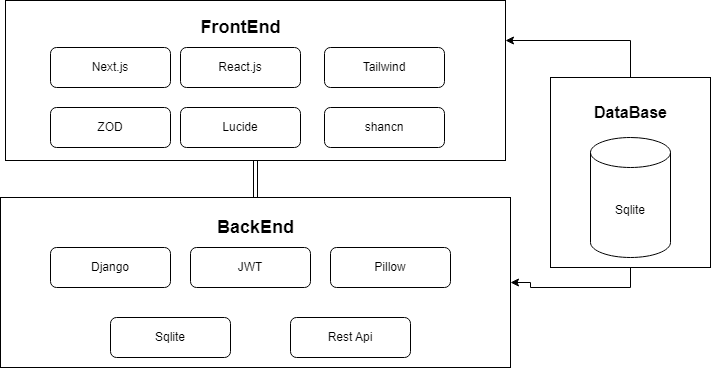 FrontEnd
Next.js
React.js
Tailwind
ZOD
Lucide
shancn
DataBase
Sqlite
BackEnd
Django
JWT
Pillow
Sqlite
Rest Api